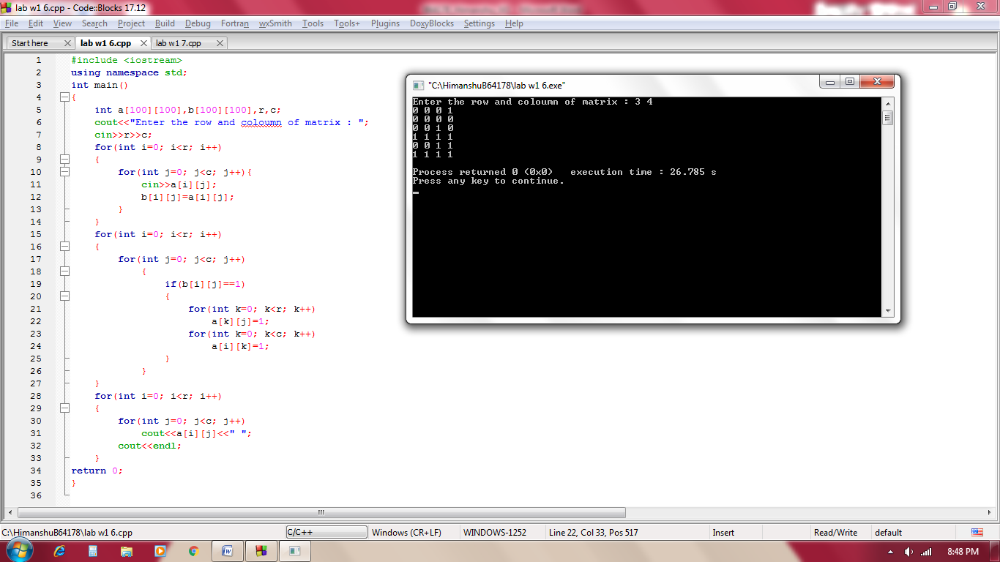 lab w1 6.cpp - Code::Blocks 17.12
File Edit View Search Project Build Debug Fortran wxSmith Tools Tools+ Plugins DoxyBlocks Settings Help
Start here lab w1 6.cpp lab w1 7.cpp
1 #include <iostream>
2 using namespace std;
3 int main()
4 {
5 int a[100][100],b[100][100],r,c;
6 cout<<"Enter the row and coloumn of matrix : ";
7 cin>>r>>c;
8 for(int i=0; i<r; i++)
9 {
10 for(int j=0; j<c; j++){
11 cin>>a[i][j];
12 b[i][j]=a[i][j];
13 }
14 }
15 for(int i=0; i<r; i++)
16 {
17 for(int j=0; j<c; j++)
18 {
19 if(b[i][j]==1)
20 {
21 for(int k=0; k<r; k++)
22 a[k][j]=1;
23 for(int k=0; k<c; k++)
24 a[i][k]=1;
25 }
26 }
27 }
28 for(int i=0; i<r; i++)
29 {
30 for(int j=0; j<c; j++)
31 cout<<a[i][j]<<" ";
32 cout<<endl;
33 }
34 return 0;
35 }
36
"C:\HimanshuB64178\lab w1 6.exe"
Enter the row and coloumn of matrix : 3 4
0 0 0 1
0 0 0 0
0 0 1 0
1 1 1 1
0 0 1 1
1 1 1 1
Process returned 0 (0x0) execution time : 26.785 s
Press any key to continue.
C:\HimanshuB64178\lab w1 6.cpp C/C++ Windows (CR+LF) WINDOWS-1252 Line 22, Col 33, Pos 517 Insert Read/Write default
8:48 PM